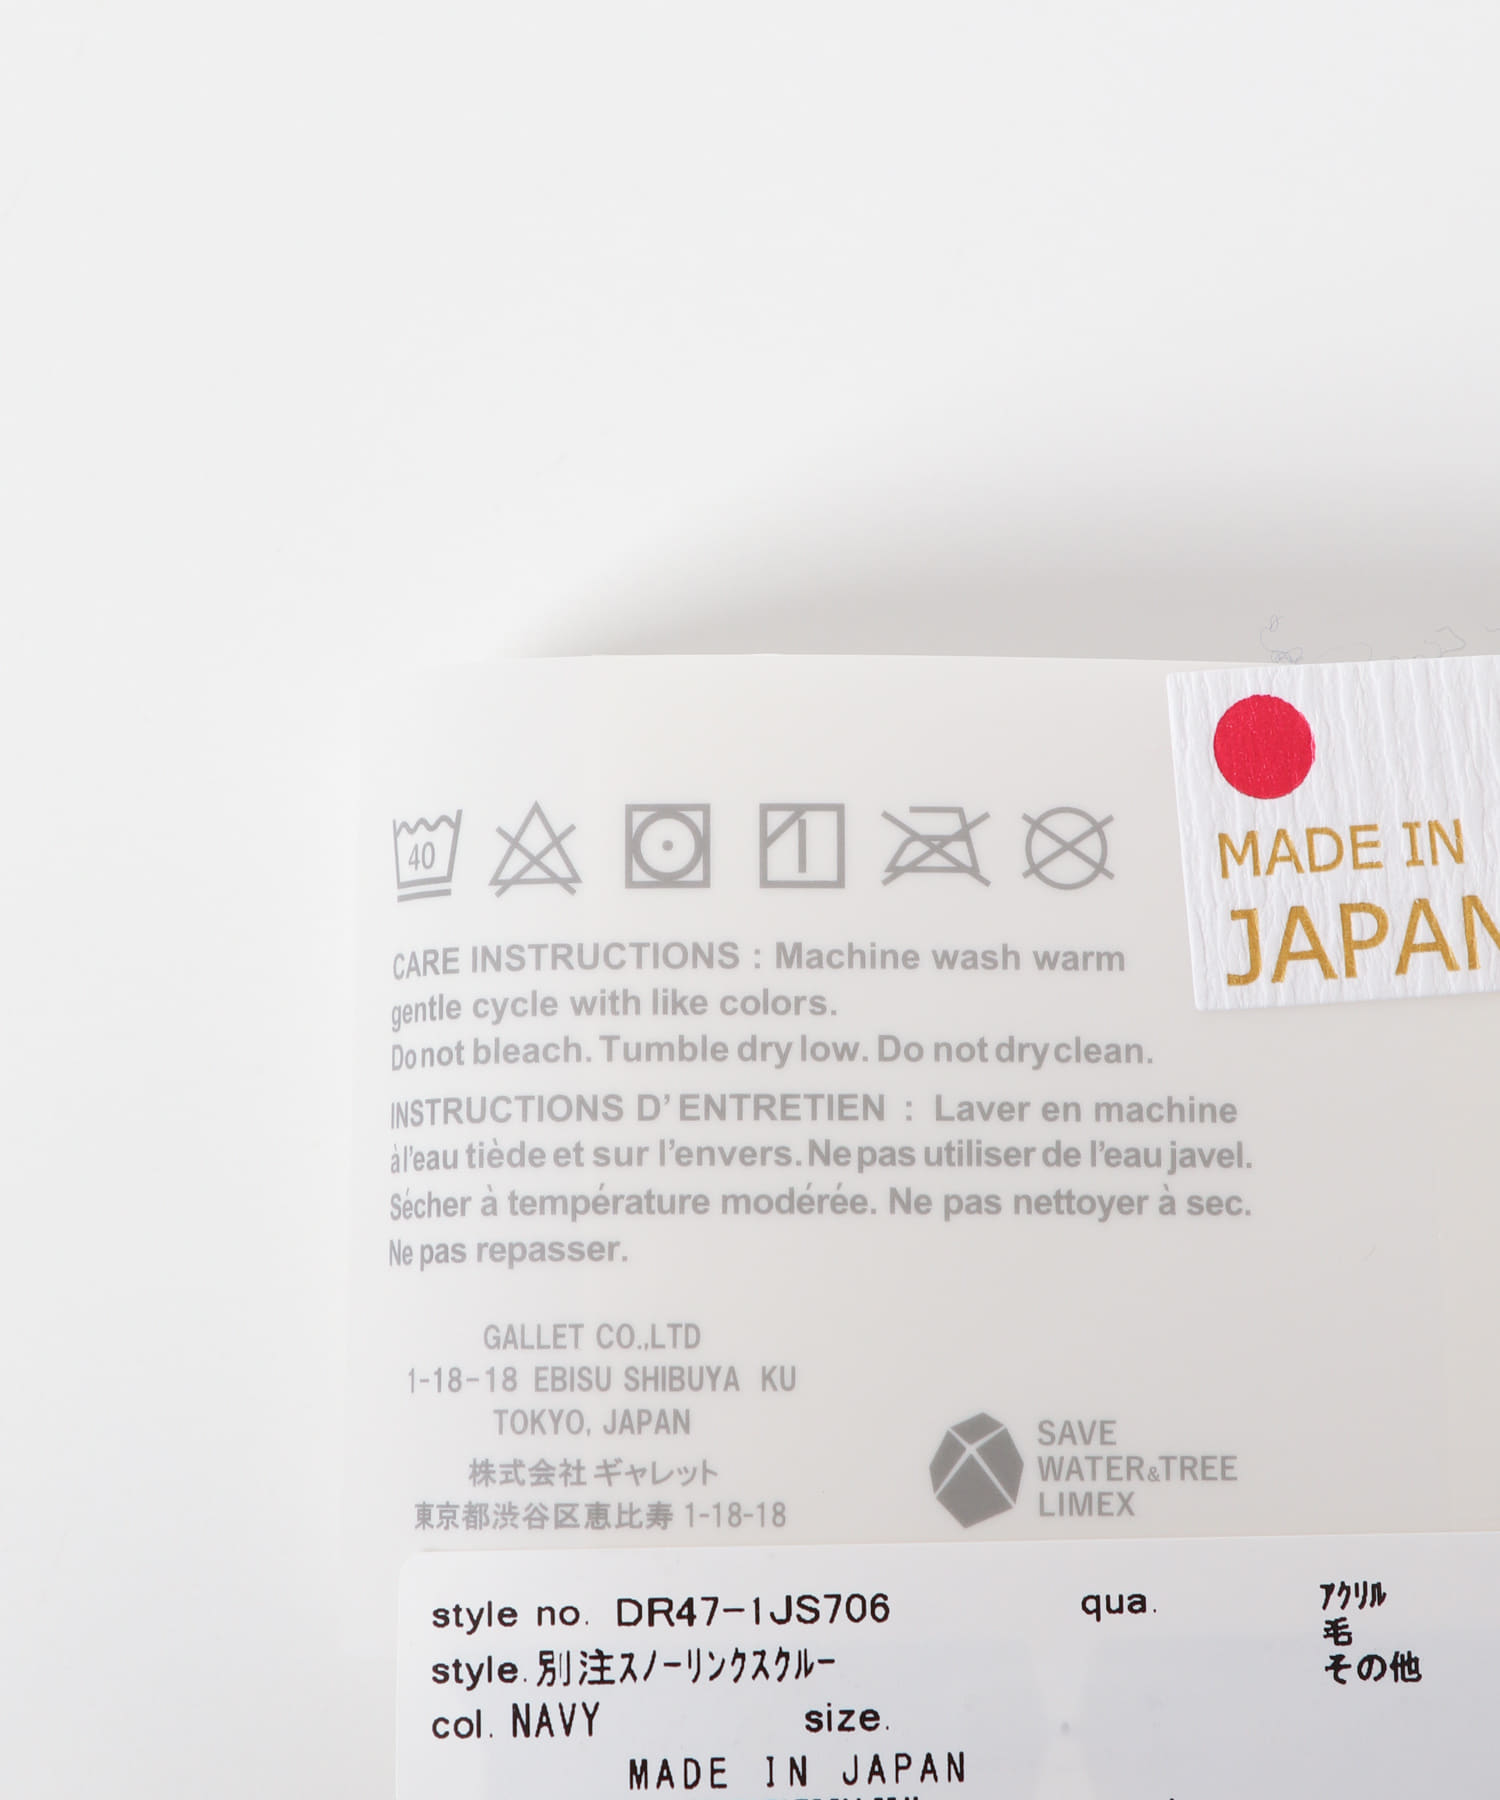 40
CARE INSTRUCTIONS : Machine wash warm
gentle cycle with like colors.
Do not bleach. Tumble dry low. Do not dry clean.
INSTRUCTIONS D’ ENTRETIEN : Laver en machine
à l’eau tiède et sur l’envers. Ne pas utiliser de l’eau javel.
Sécher à température modérée. Ne pas nettoyer à sec.
Ne pas repasser.
MADE IN
JAPAN
GALLET CO.,LTD
1-18-18 EBISU SHIBUYA KU
TOKYO, JAPAN
株式会社ギャレット
東京都渋谷区恵比寿 1-18-18
SAVE
WATER&TREE
LIMEX
style no. DR47-1JS706
qua.
アクリル
毛
その他
style. 別注スノーリンクスクルー
col. NAVY
size.
MADE IN JAPAN